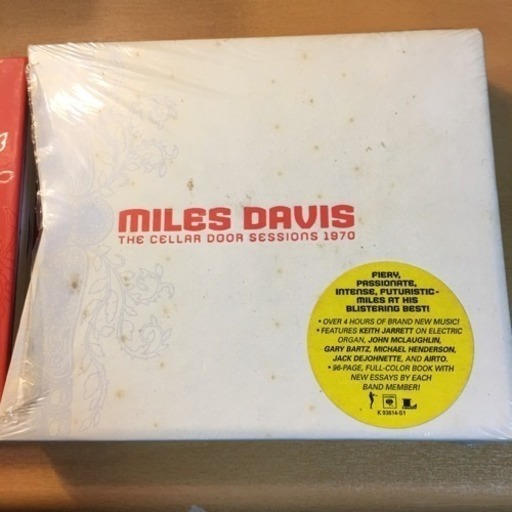 MILES DAVIS
THE CELLAR DOOR SESSIONS 1970
FIERY,
PASSIONATE,
INTENSE, FUTURISTIC–
MILES AT HIS
BLISTERING BEST!
• OVER 4 HOURS OF BRAND NEW MUSIC!
• FEATURES KEITH JARRETT ON ELECTRIC
ORGAN, JOHN MCLAUGHLIN,
GARY BARTZ, MICHAEL HENDERSON,
JACK DEJOHNETTE, AND AIRTO.
• 96-PAGE, FULL-COLOR BOOK WITH
NEW ESSAYS BY EACH
BAND MEMBER!
K 93614-S1